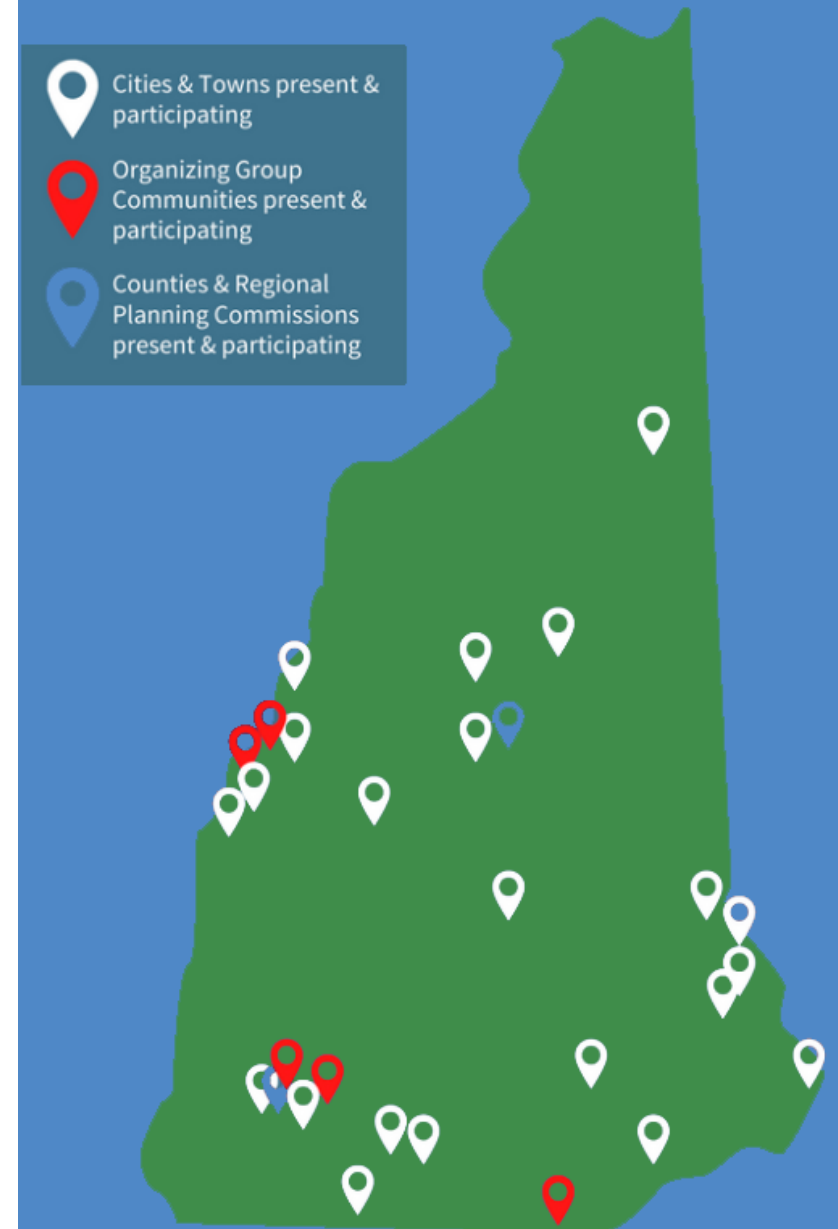 Cities & Towns present &
participating
Organizing Group
Communities present &
participating
Counties & Regional
Planning Commissions
present & participating